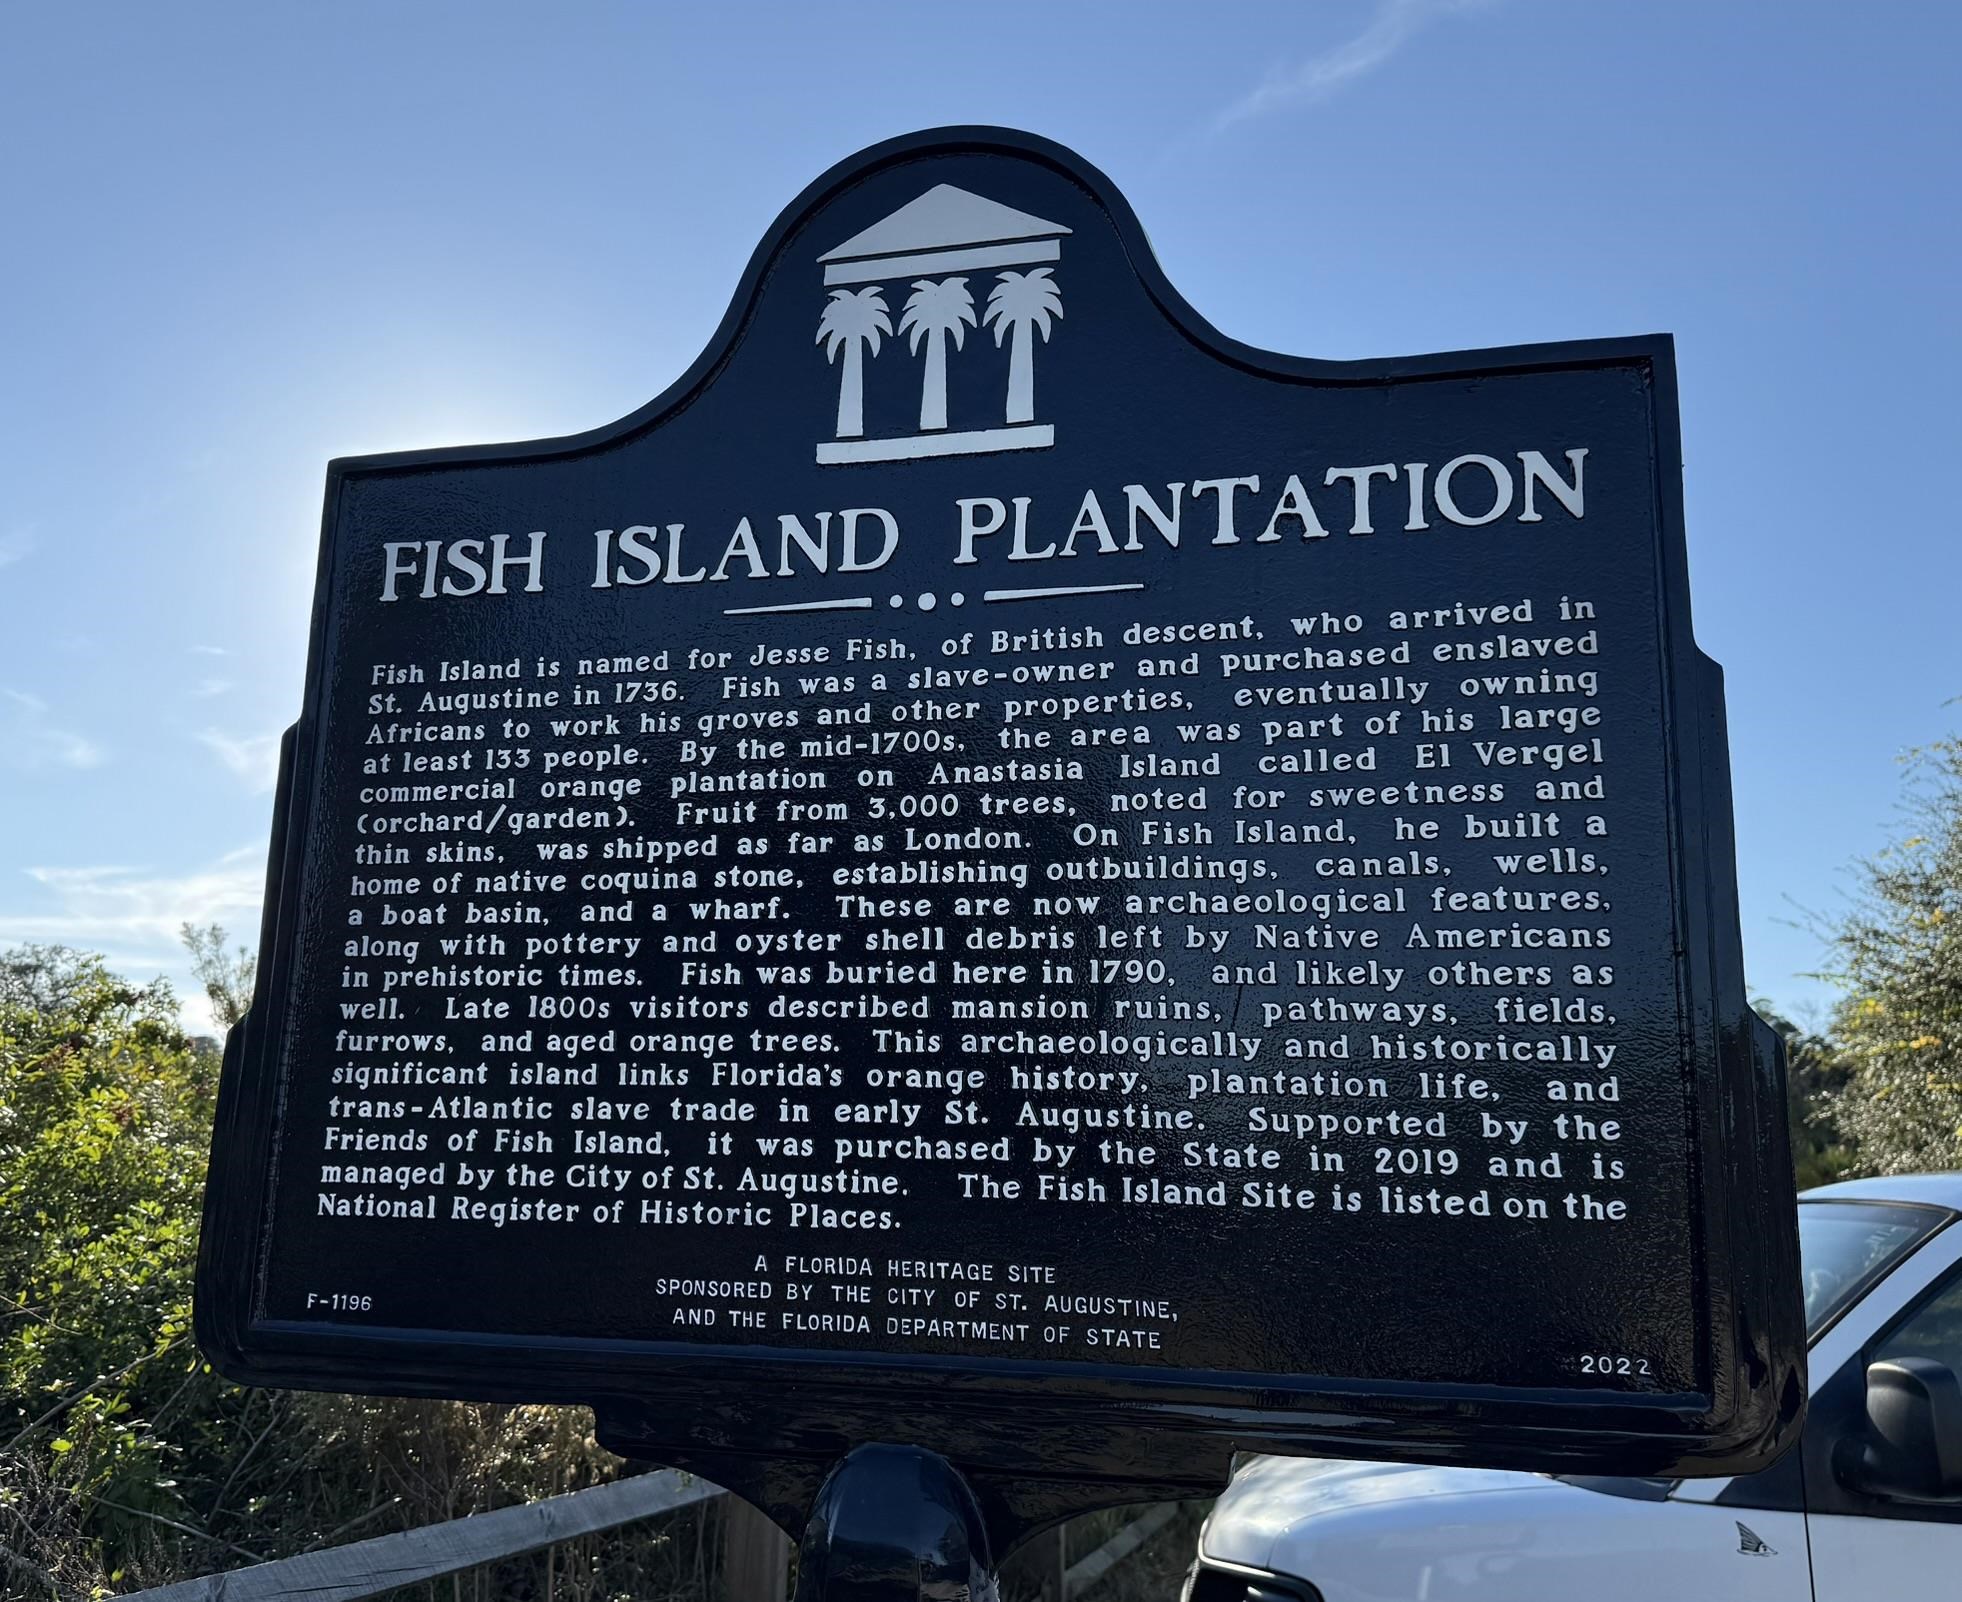 FISH ISLAND PLANTATION
Fish Island is named for Jesse Fish, of British descent, who arrived in
St. Augustine in 1736. Fish was a slave-owner and purchased enslaved
Africans to work his groves and other properties, eventually owning
at least 133 people. By the mid-1700s, the area was part of his large
commercial orange plantation on Anastasia Island called El Vergel
(orchard/garden). Fruit from 3,000 trees, noted for sweetness and
thin skins, was shipped as far as London. On Fish Island, he built a
home of native coquina stone, establishing outbuildings, canals, wells,
a boat basin, and a wharf. These are now archaeological features,
along with pottery and oyster shell debris left by Native Americans
in prehistoric times. Fish was buried here in 1790, and likely others as
well. Late 1800s visitors described mansion ruins, pathways, fields,
furrows, and aged orange trees. This archaeologically and historically
significant island links Florida's orange history, plantation life, and
trans-Atlantic slave trade in early St. Augustine. Supported by the
Friends of Fish Island, it was purchased by the State in 2019 and is
managed by the City of St. Augustine. The Fish Island Site is listed on the
National Register of Historic Places.
A FLORIDA HERITAGE SITE
SPONSORED BY THE CITY OF ST. AUGUSTINE,
AND THE FLORIDA DEPARTMENT OF STATE
F-1196
2022